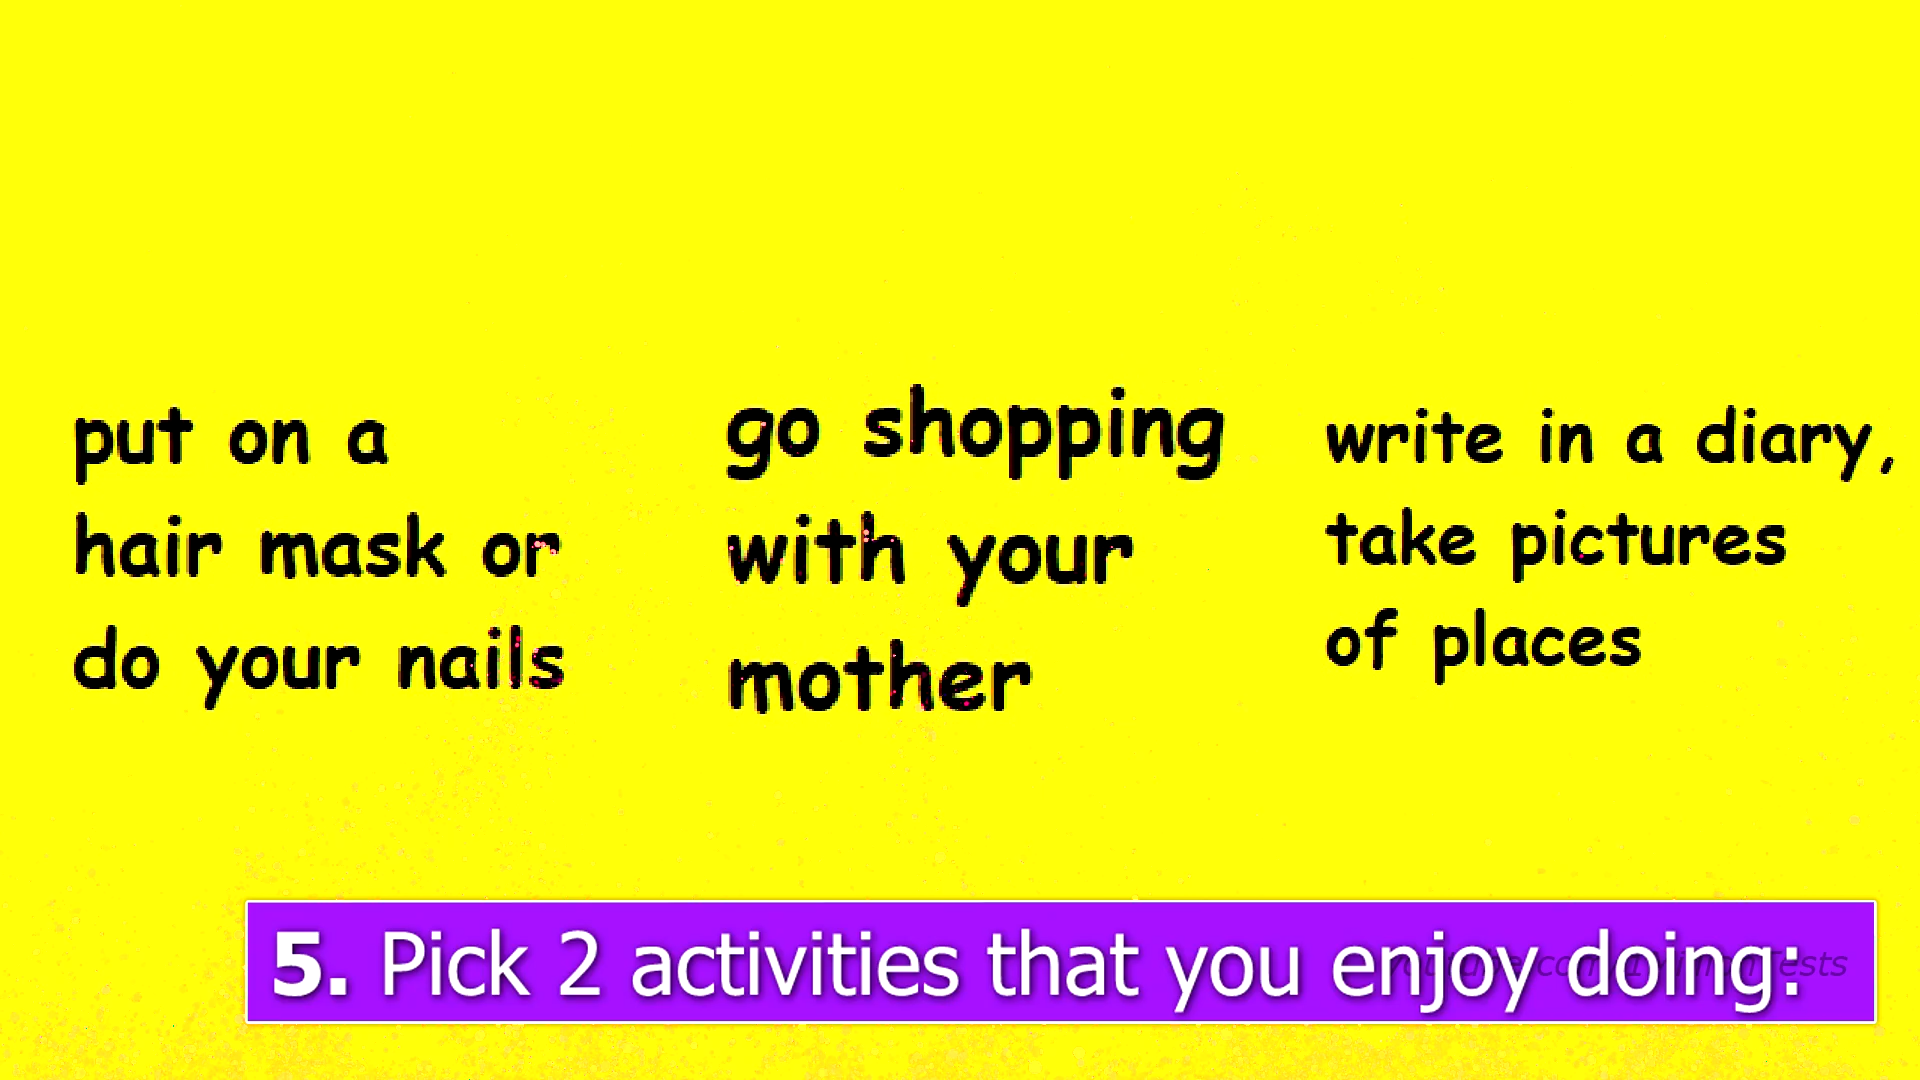 put on a
hair mask or
do your nails
go shopping
with your
mother
write in a diary,
take pictures
of places
5. Pick 2 activities that you enjoy doing: